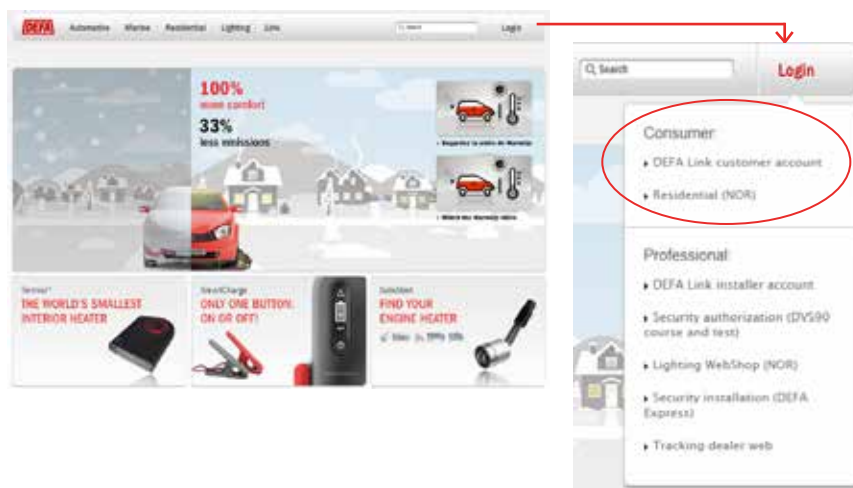 DEFA Automotive Marine Residential Lighting Link Search Login
100%
more comfort
33%
less emissions
THE WORLD'S SMALLEST
INTERIOR HEATER
SmartCharge
ONLY ONE BUTTON:
ON OR OFF!
FIND YOUR
ENGINE HEATER
Search Login
Consumer:
DEFA Link customer account
Residential (NOR)
Professional:
DEFA Link installer account
Security authorization (DVS90
course and test)
Lighting WebShop (NOR)
Security installation (DEFA
Express)
Tracking dealer web